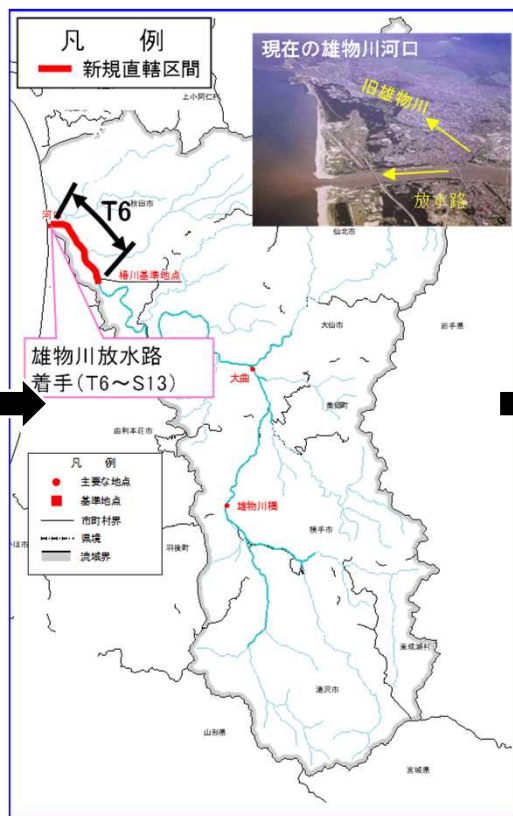 凡 例
新規直轄区間
現在の雄物川河口
旧雄物川
放水路
上小阿仁村
T6
秋田市
河口
仙北市
椿川基準地点
大仙市
岩手県
雄物川放水路
着手(T6～S13)
大曲
美郷町
由利本荘市
凡 例
主要な地点
基準地点
市町村界
県境
流域界
雄物川橋
横手市
羽後町
東成瀬村
湯沢市
山形県
宮城県